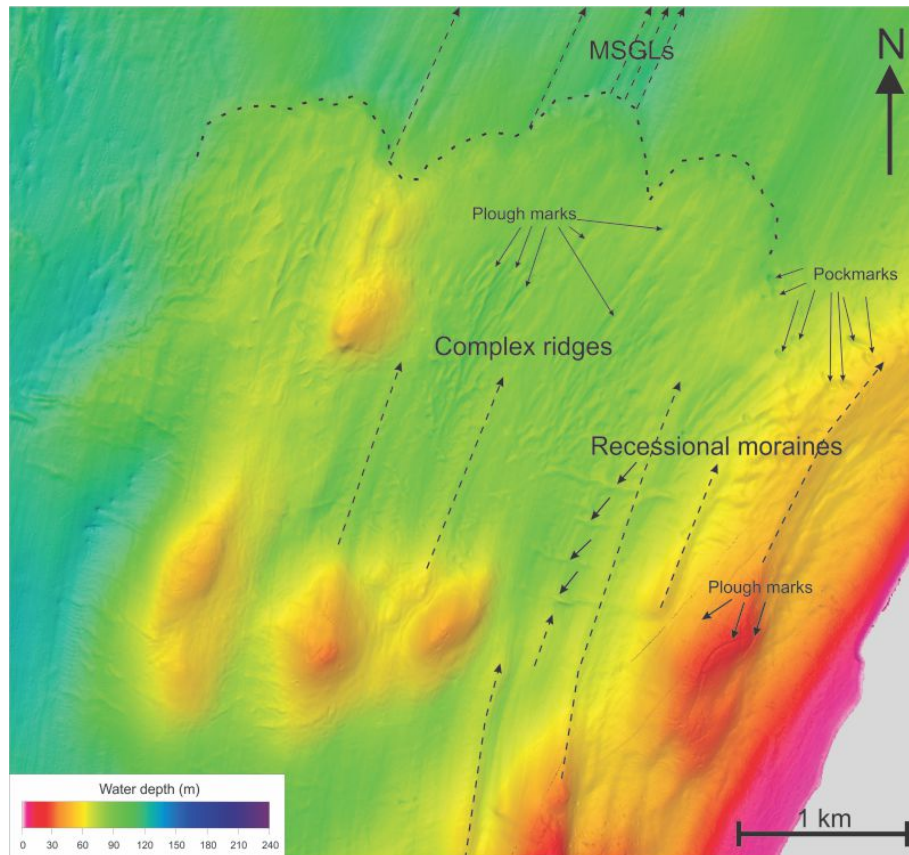 MSGLs
N
Plough marks
Pockmarks
Complex ridges
Recessional moraines
Plough marks
Water depth (m)
0 30 60 90 120 150 180 210 240
1 km